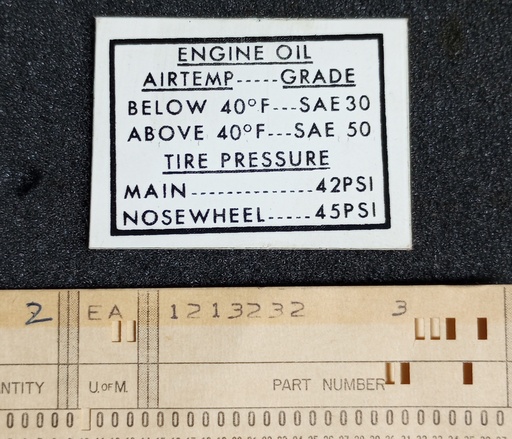 ENGINE OIL
AIRTEMP-----GRADE
BELOW 40°F---SAE 30
ABOVE 40°F---SAE 50
TIRE PRESSURE
MAIN--------------42PSI
NOSEWHEEL-----45PSI
2 EA 1213232 3
NTITY U.OF M. PART NUMBER